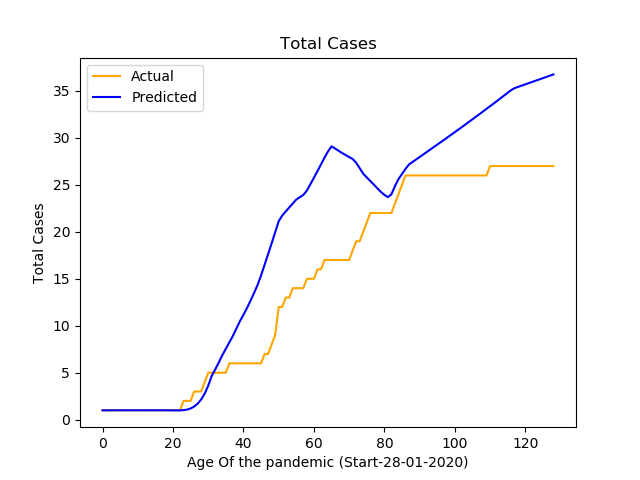 Total Cases
Actual
Predicted
35
30
25
20
15
10
5
0
Total Cases
0 20 40 60 80 100 120
Age Of the pandemic (Start-28-01-2020)